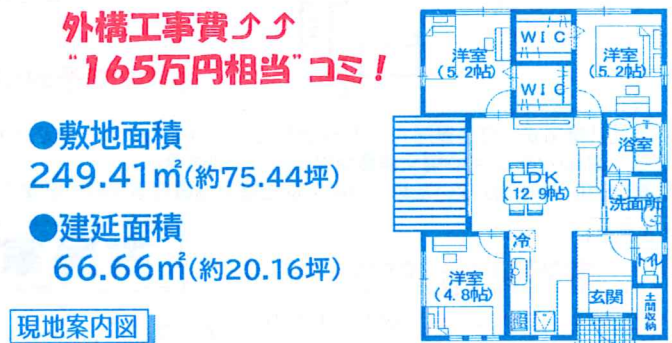 外構工事費⤴⤴
“165万円相当”コミ!
●敷地面積
249.41㎡(約75.44坪)
●建延面積
66.66㎡(約20.16坪)
現地案内図
洋室
(5.2帖)
WIC
WIC
洋室
(5.2帖)
浴室
LDK
(12.9帖)
洗面所
冷
洋室
(4.8帖)
トイレ
玄関
土間収納